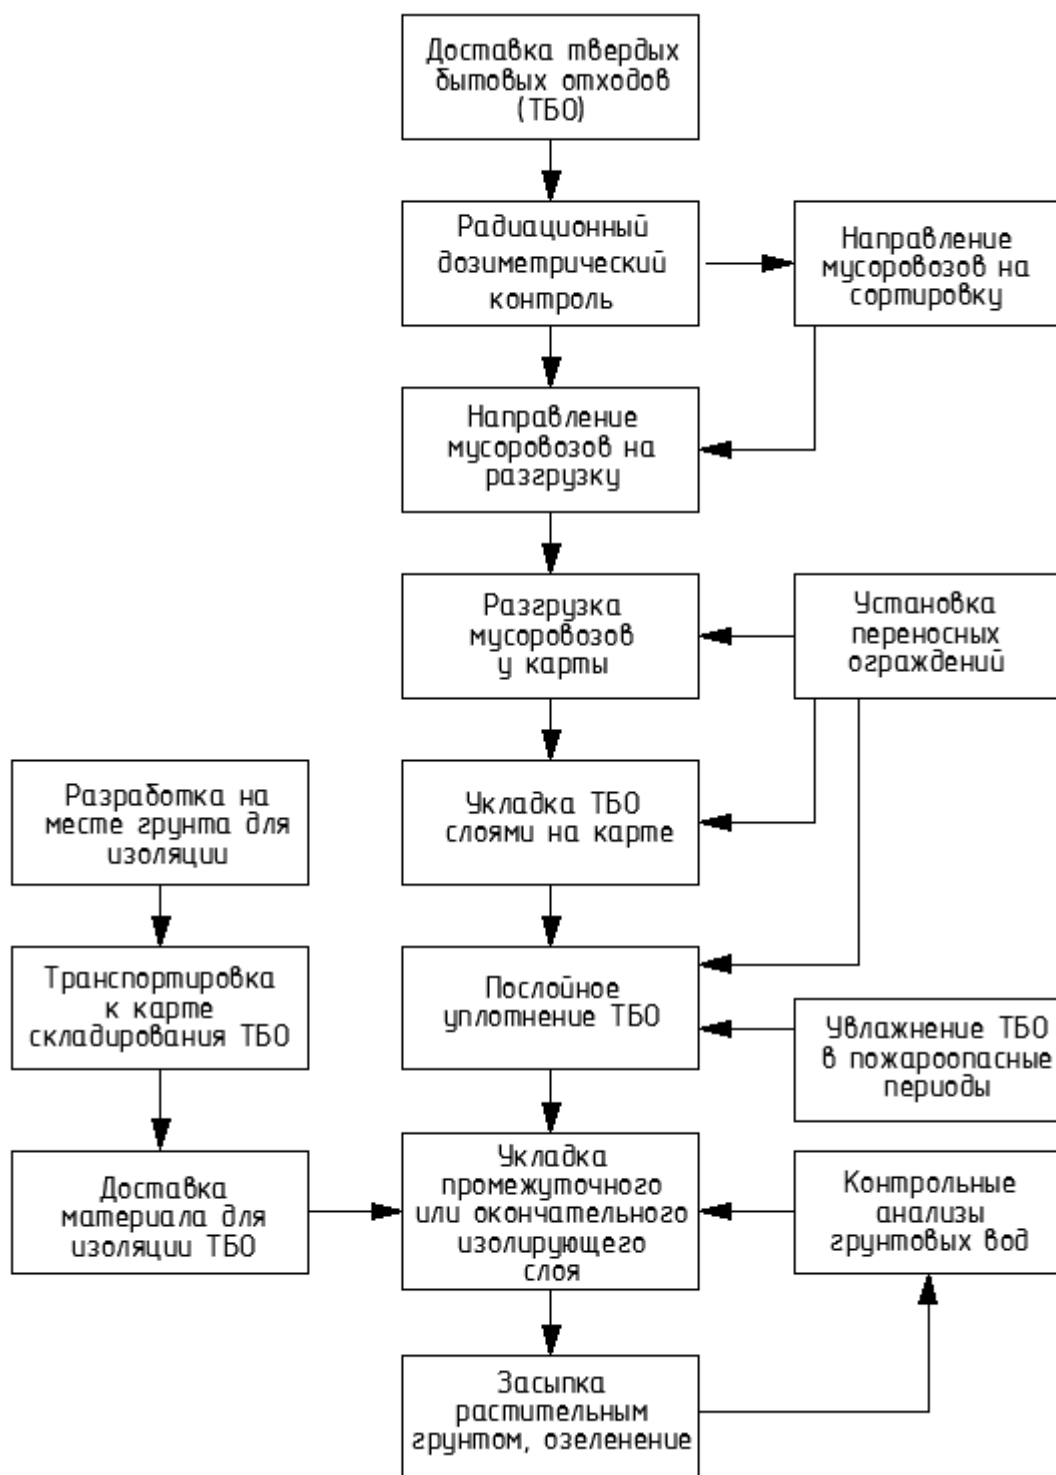 Доставка твердых
бытовых отходов
(ТБО)
Радиационный
дозиметрический
контроль
Направление
мусоровозов на
сортировку
Направление
мусоровозов на
разгрузку
Разгрузка
мусоровозов
у карты
Установка
переносных
ограждений
Разработка на
месте грунта для
изоляции
Укладка ТБО
слоями на карте
Транспортировка
к карте
складирования ТБО
Послойное
уплотнение ТБО
Увлажнение ТБО
в пожароопасные
периоды
Доставка
материала для
изоляции ТБО
Укладка
промежуточного
или окончательного
изолирующего
слоя
Контрольные
анализы
грунтовых вод
Засыпка
растительным
грунтом, озеленение